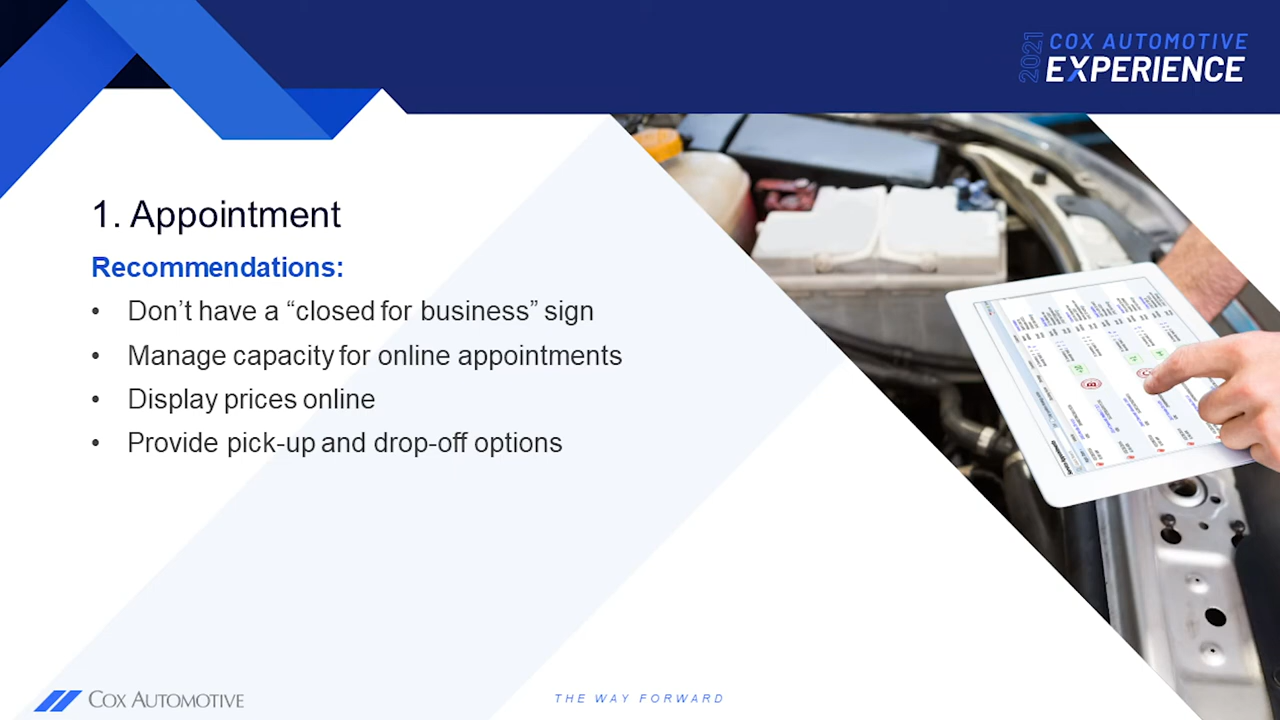 2021
COX AUTOMOTIVE
EXPERIENCE
1. Appointment
Recommendations:
• Don’t have a “closed for business” sign
• Manage capacity for online appointments
• Display prices online
• Provide pick-up and drop-off options
COX AUTOMOTIVE
THE WAY FORWARD